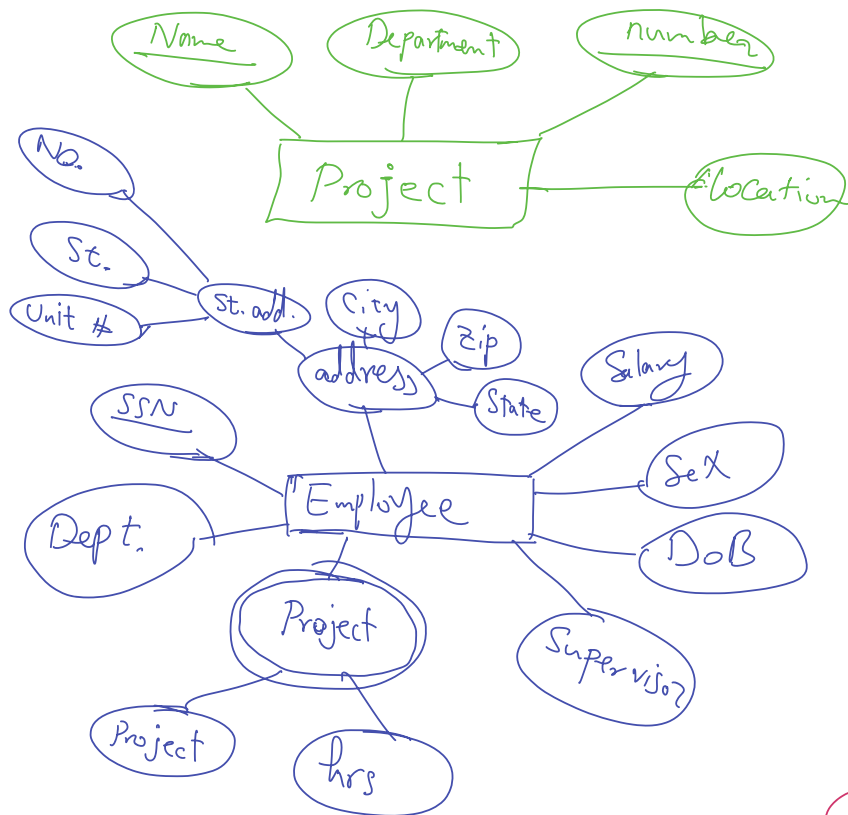 Name
Department
number
Project
location
No.
St.
Unit #
St. add.
City
Zip
address
State
Salary
SSN
Sex
Employee
Dept.
DoB
Project
Supervisor
Project
hrs